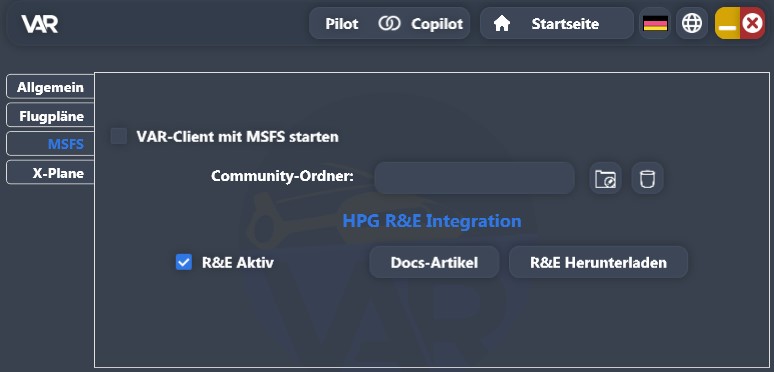 VAR
Pilot Copilot
Startseite
Allgemein
Flugpläne
MSFS
X-Plane
VAR-Client mit MSFS starten
Community-Ordner:
HPG R&E Integration
R&E Aktiv
Docs-Artikel
R&E Herunterladen
VAR